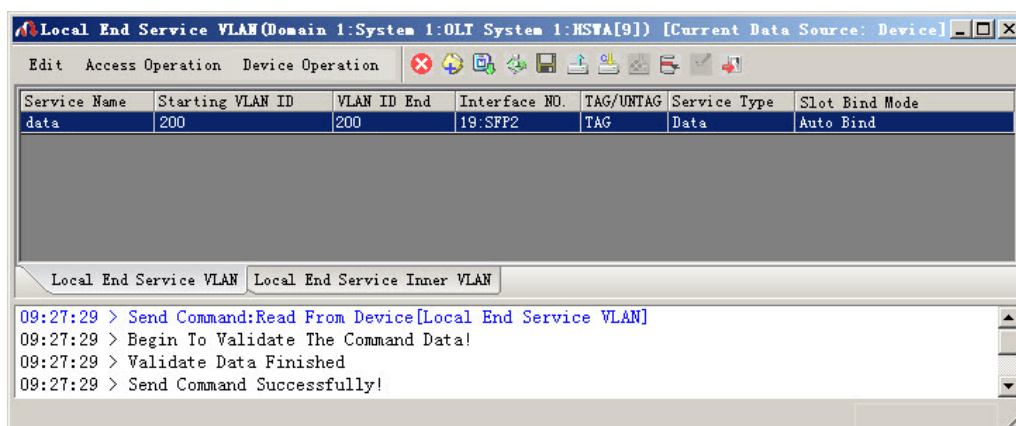 Local End Service VLAN(Domain 1:System 1:OLT System 1:HSWA[9]) [Current Data Source: Device]
Edit Access Operation Device Operation
Service Name Starting VLAN ID VLAN ID End Interface NO. TAG/UNTAG Service Type Slot Bind Mode
data 200 200 19:SFP2 TAG Data Auto Bind
Local End Service VLAN Local End Service Inner VLAN
09:27:29 > Send Command:Read From Device[Local End Service VLAN]
09:27:29 > Begin To Validate The Command Data!
09:27:29 > Validate Data Finished
09:27:29 > Send Command Successfully!